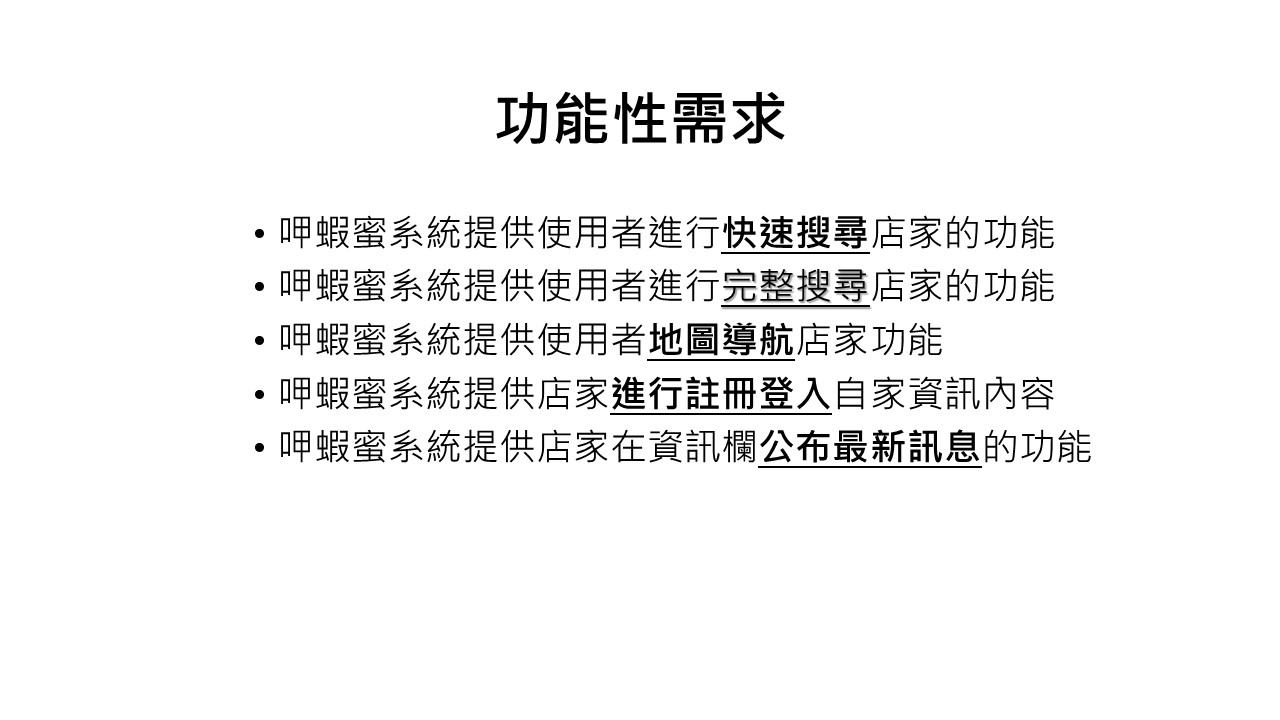 功能性需求
• 呷蝦蜜系統提供使用者進行快速搜尋店家的功能
• 呷蝦蜜系統提供使用者進行完整搜尋店家的功能
• 呷蝦蜜系統提供使用者地圖導航店家功能
• 呷蝦蜜系統提供店家進行註冊登入自家資訊內容
• 呷蝦蜜系統提供店家在資訊欄公布最新訊息的功能